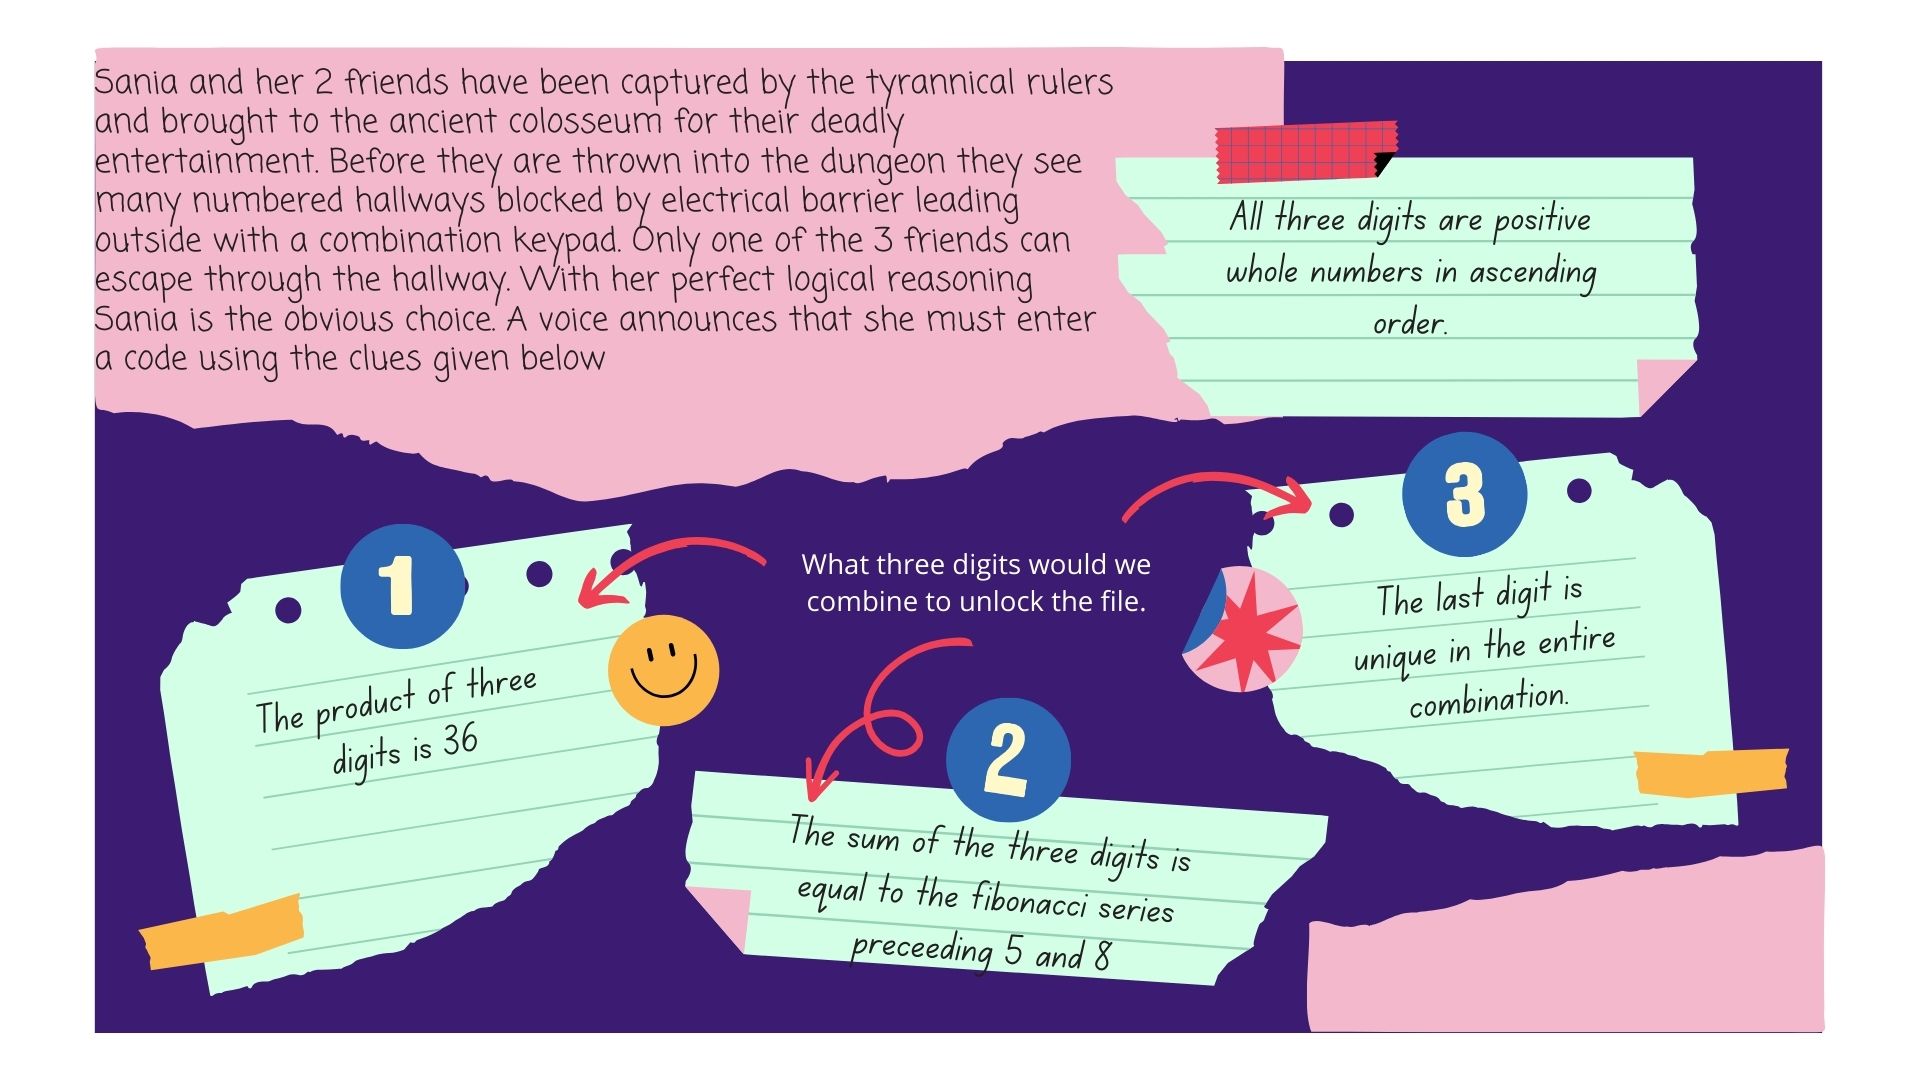 Sania and her 2 friends have been captured by the tyrannical rulers
and brought to the ancient colosseum for their deadly
entertainment. Before they are thrown into the dungeon they see
many numbered hallways blocked by electrical barrier leading
outside with a combination keypad. Only one of the 3 friends can
escape through the hallway. With her perfect logical reasoning
Sania is the obvious choice. A voice announces that she must enter
a code using the clues given below
All three digits are positive
whole numbers in ascending
order.
What three digits would we
combine to unlock the file.
1
The product of three
digits is 36
2
The sum of the three digits is
equal to the fibonacci series
preceeding 5 and 8
3
The last digit is
unique in the entire
combination.